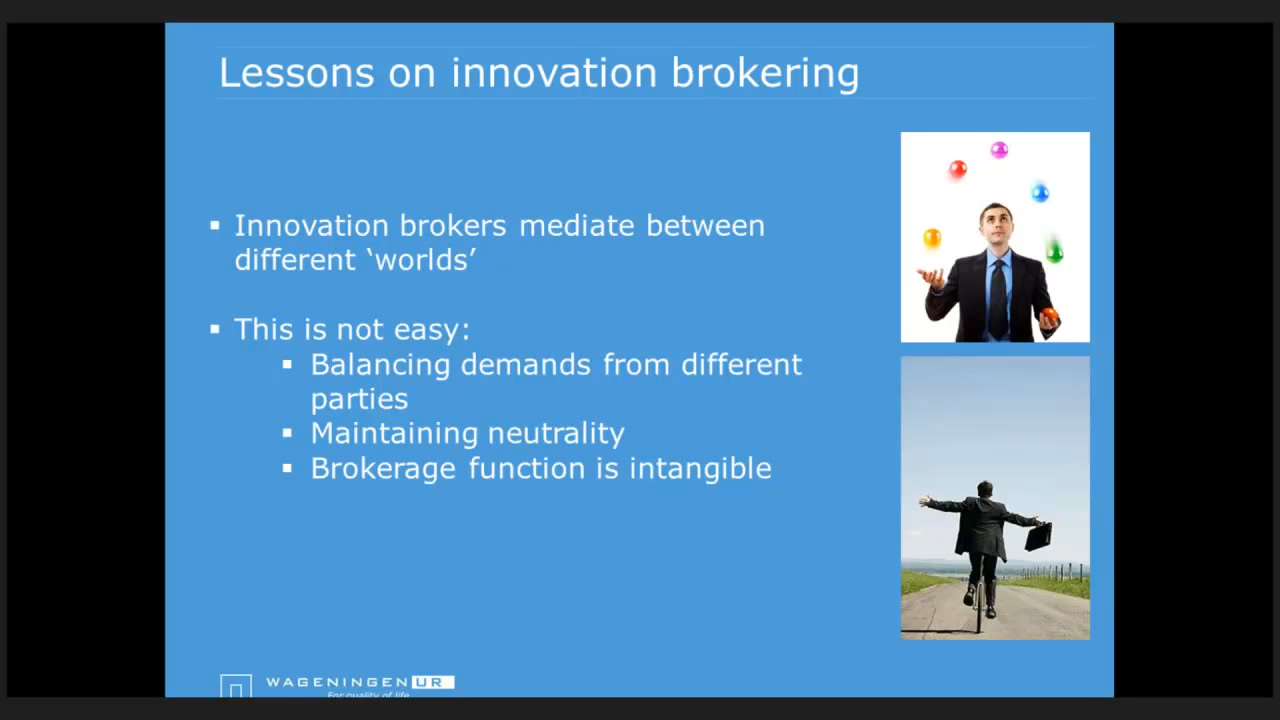 Lessons on innovation brokering
▪ Innovation brokers mediate between
different ‘worlds’
▪ This is not easy:
▪ Balancing demands from different
parties
▪ Maintaining neutrality
▪ Brokerage function is intangible
WAGENINGEN UR
For quality of life